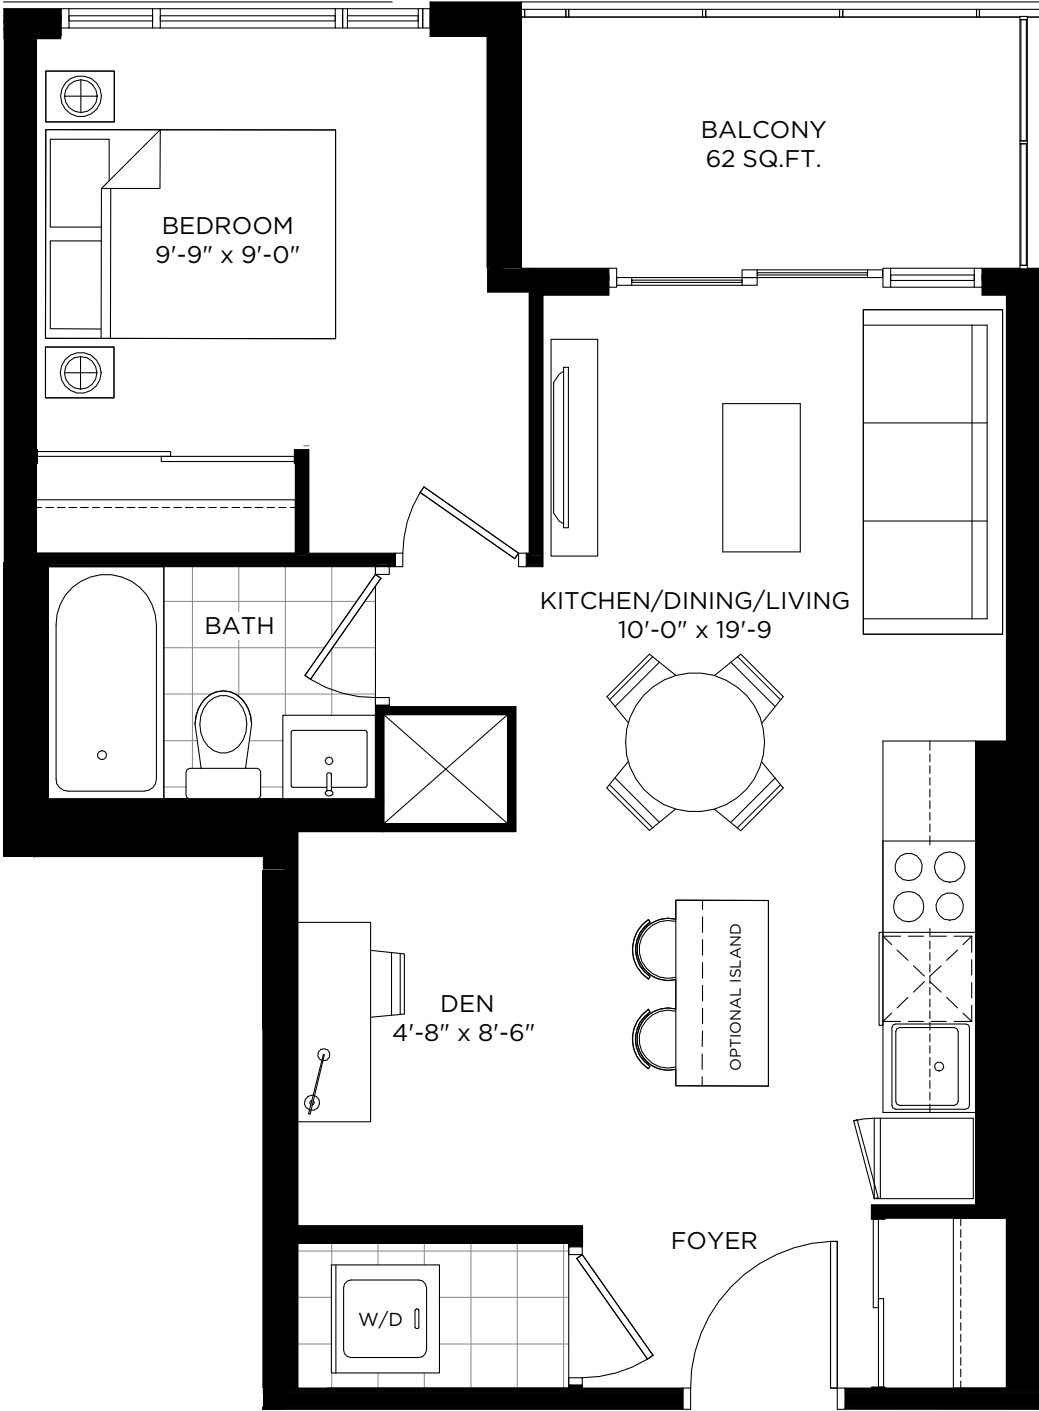 BALCONY
62 SQ.FT.
BEDROOM
9'-9" x 9'-0"
KITCHEN/DINING/LIVING
10'-0" x 19'-9
BATH
OPTIONAL ISLAND
DEN
4'-8" x 8'-6"
FOYER
W/D